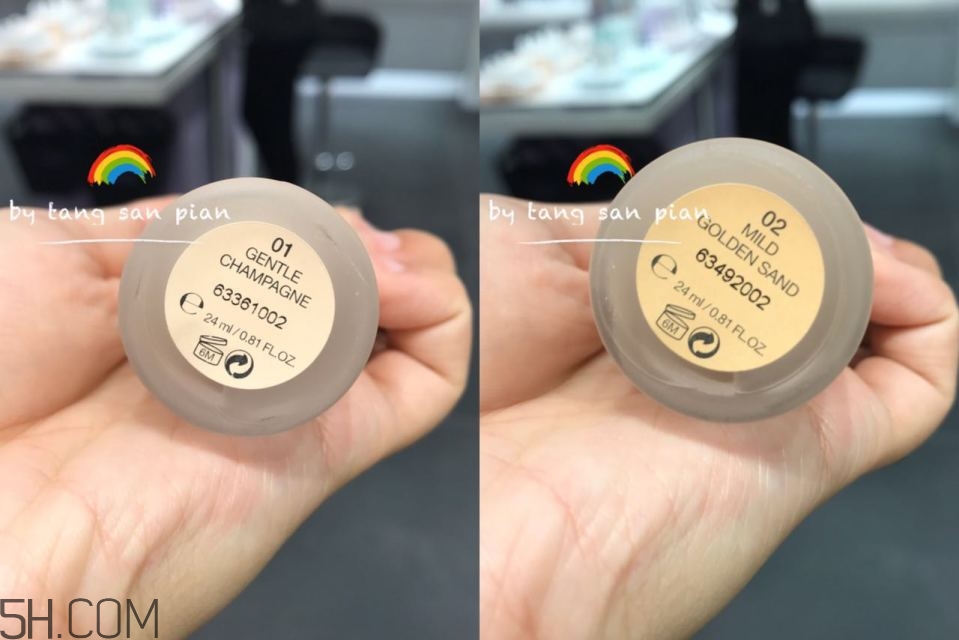 by tang san pian
01
GENTLE
CHAMPAGNE
63361002
e
24 ml / 0.81 FL.OZ.
6M
5H.COM
by tang san pian
02
MILD
GOLDEN SAND
63492002
e
24 ml / 0.81 FL.OZ.
6M